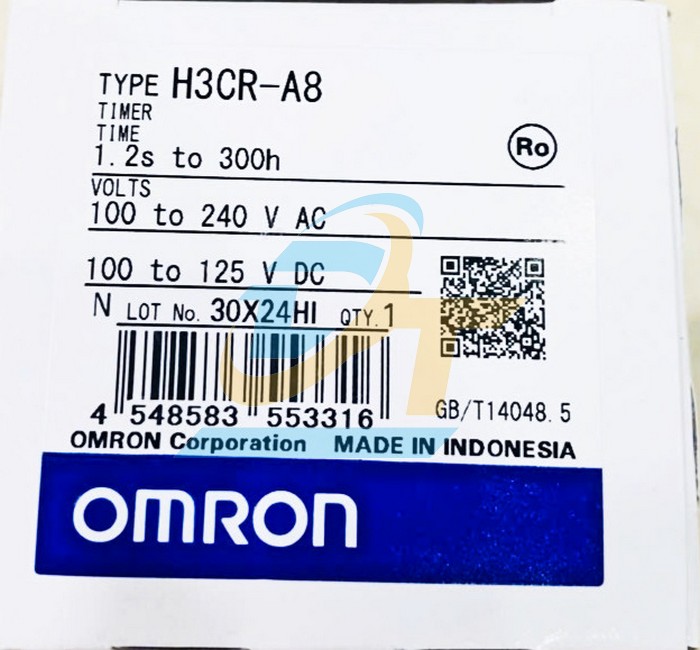 TYPE H3CR-A8
TIMER
TIME
1.2s to 300h
Ro
VOLTS
100 to 240 V AC
100 to 125 V DC
N LOT No. 30X24HI QTY.1
4 548583 553316
GB/T14048.5
OMRON Corporation MADE IN INDONESIA
OMRON